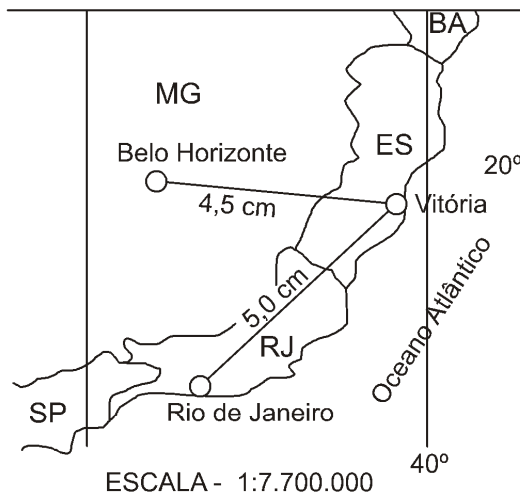 BA
MG
ES
Belo Horizonte
20º
4,5 cm
Vitória
Oceano Atlântico
5,0 cm
RJ
SP
Rio de Janeiro
40º
ESCALA - 1:7.700.000